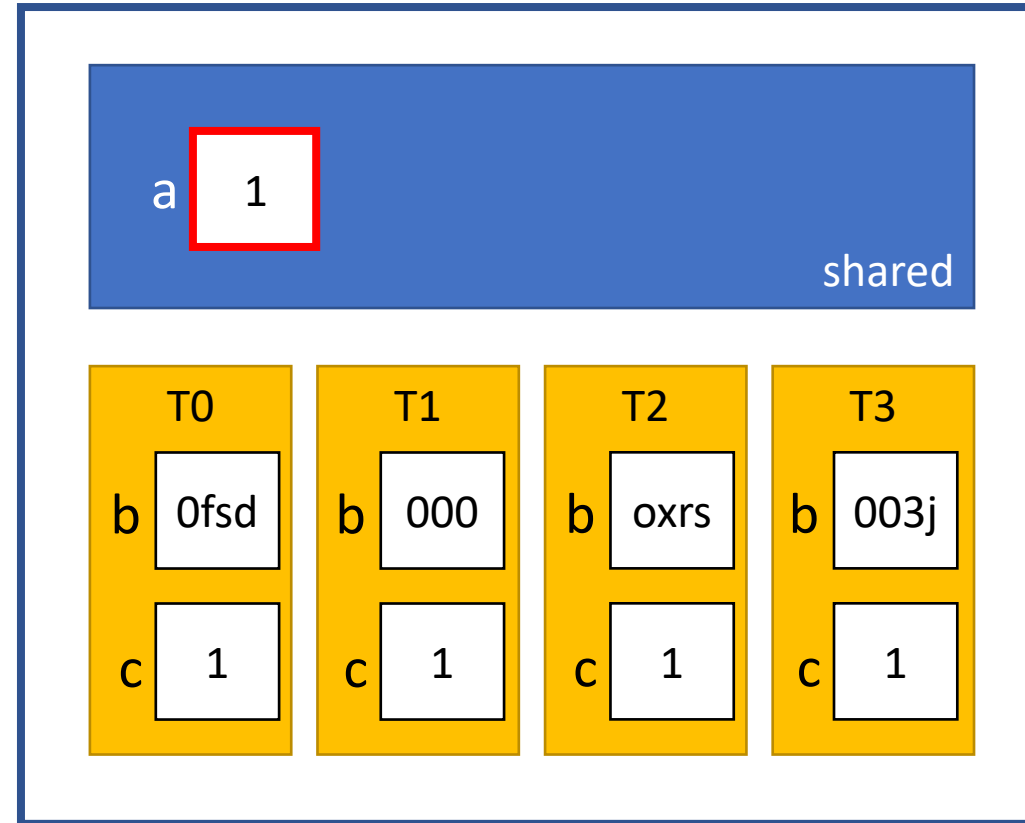 a 1
shared
T0 T1 T2 T3
b 0fsd b 000 b oxrs b 003j
c 1 c 1 c 1 c 1